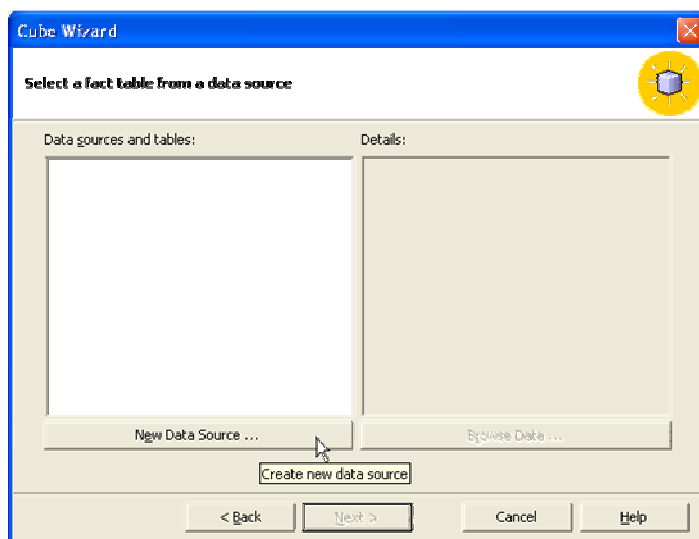 Cube Wizard
Select a fact table from a data source
Data sources and tables:
Details:
New Data Source ...
Browse Data ...
Create new data source
< Back
Next >
Cancel
Help